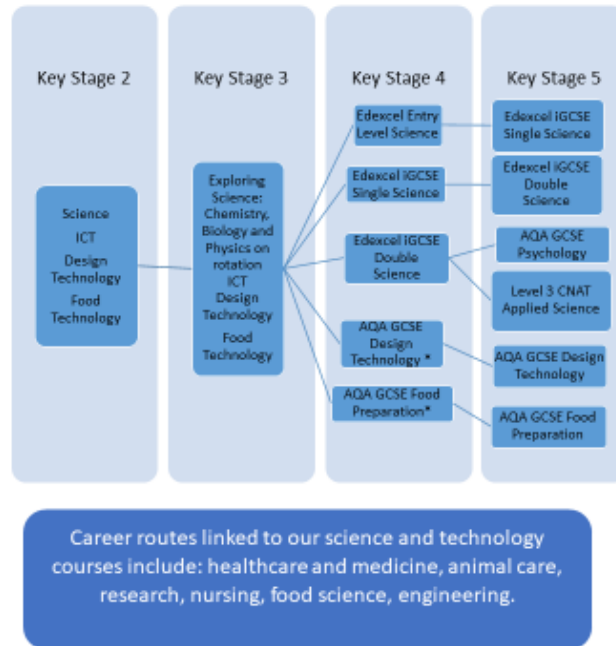 Key Stage 2
Key Stage 3
Key Stage 4
Key Stage 5
Science
ICT
Design
Technology
Food
Technology
Exploring
Science:
Chemistry,
Biology and
Physics on
rotation
ICT
Design
Technology
Food
Technology
Edexcel Entry
Level Science
Edexcel iGCSE
Single Science
Edexcel iGCSE
Double
Science
AQA GCSE
Design
Technology *
AQA GCSE Food
Preparation*
Edexcel iGCSE
Single Science
Edexcel iGCSE
Double
Science
AQA GCSE
Psychology
Level 3 CNAT
Applied Science
AQA GCSE Design
Technology
AQA GCSE Food
Preparation
Career routes linked to our science and technology
courses include: healthcare and medicine, animal care,
research, nursing, food science, engineering.